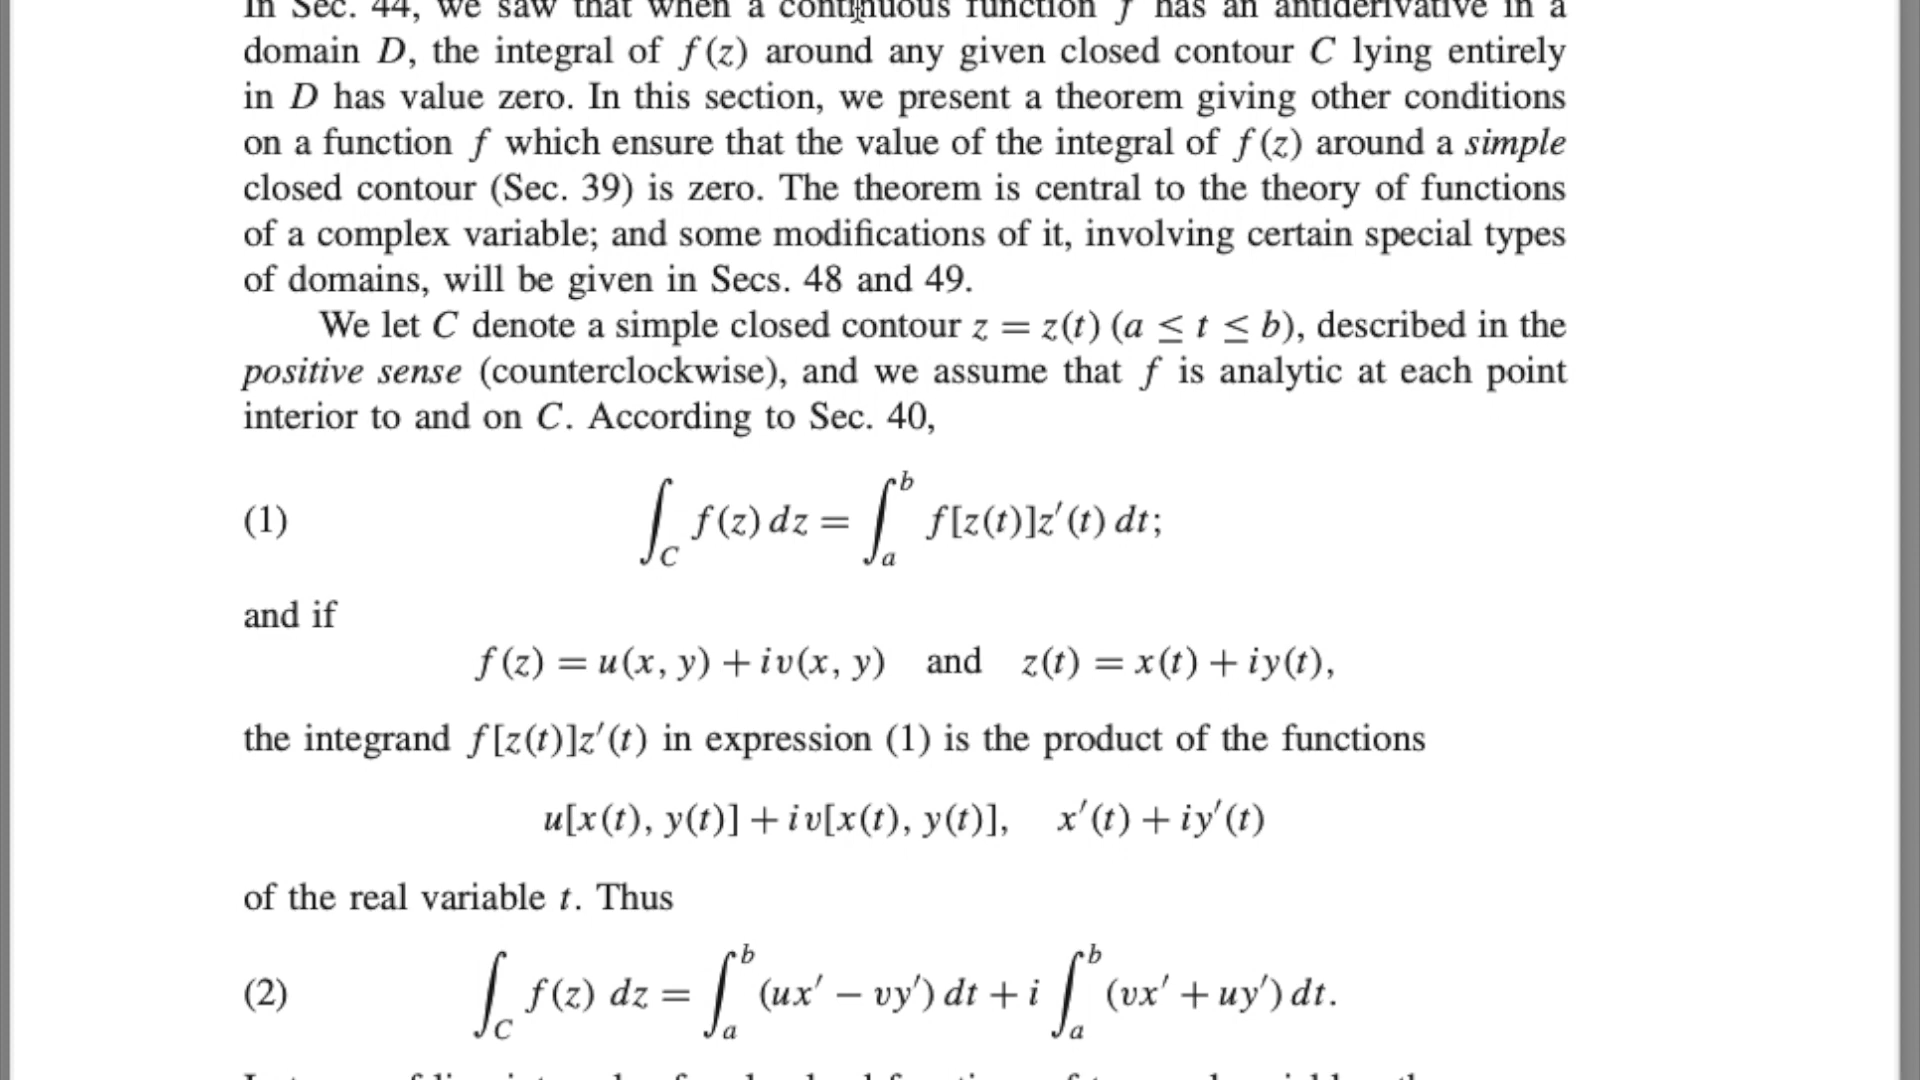 In Sec. 44, we saw that when a continuous function f has an antiderivative in a
domain D, the integral of f(z) around any given closed contour C lying entirely
in D has value zero. In this section, we present a theorem giving other conditions
on a function f which ensure that the value of the integral of f(z) around a simple
closed contour (Sec. 39) is zero. The theorem is central to the theory of functions
of a complex variable; and some modifications of it, involving certain special types
of domains, will be given in Secs. 48 and 49.
We let C denote a simple closed contour z = z(t) (a ≤ t ≤ b), described in the
positive sense (counterclockwise), and we assume that f is analytic at each point
interior to and on C. According to Sec. 40,
(1) ∫_C f(z) dz = ∫_a^b f[z(t)]z′(t) dt;
and if
f(z) = u(x, y) + iv(x, y) and z(t) = x(t) + iy(t),
the integrand f[z(t)]z′(t) in expression (1) is the product of the functions
u[x(t), y(t)] + iv[x(t), y(t)], x′(t) + iy′(t)
of the real variable t. Thus
(2) ∫_C f(z) dz = ∫_a^b (ux′ − vy′) dt + i ∫_a^b (vx′ + uy′) dt.